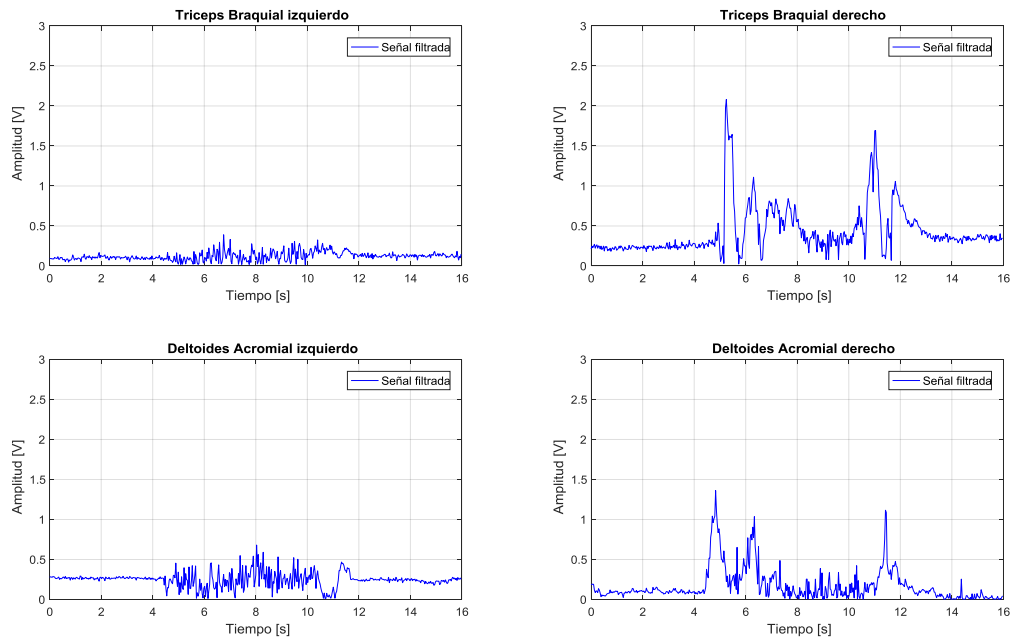 Triceps Braquial izquierdo
3
2.5
2
1.5
1
0.5
0
Amplitud [V]
Señal filtrada
0 2 4 6 8 10 12 14 16
Tiempo [s]
Triceps Braquial derecho
3
2.5
2
1.5
1
0.5
0
Amplitud [V]
Señal filtrada
0 2 4 6 8 10 12 14 16
Tiempo [s]
Deltoides Acromial izquierdo
3
2.5
2
1.5
1
0.5
0
Amplitud [V]
Señal filtrada
0 2 4 6 8 10 12 14 16
Tiempo [s]
Deltoides Acromial derecho
3
2.5
2
1.5
1
0.5
0
Amplitud [V]
Señal filtrada
0 2 4 6 8 10 12 14 16
Tiempo [s]